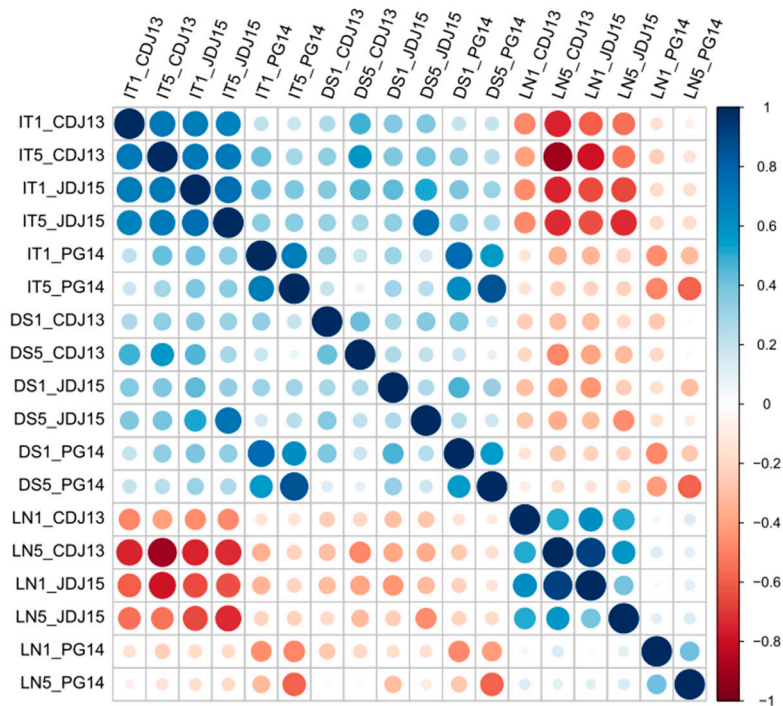 IT1_CDJ13
IT5_CDJ13
IT1_JDJ15
IT5_JDJ15
IT1_PG14
IT5_PG14
DS1_CDJ13
DS5_CDJ13
DS1_JDJ15
DS5_JDJ15
DS1_PG14
DS5_PG14
LN1_CDJ13
LN5_CDJ13
LN1_JDJ15
LN5_JDJ15
LN1_PG14
LN5_PG14
IT1_CDJ13
IT5_CDJ13
IT1_JDJ15
IT5_JDJ15
IT1_PG14
IT5_PG14
DS1_CDJ13
DS5_CDJ13
DS1_JDJ15
DS5_JDJ15
DS1_PG14
DS5_PG14
LN1_CDJ13
LN5_CDJ13
LN1_JDJ15
LN5_JDJ15
LN1_PG14
LN5_PG14
1
0.8
0.6
0.4
0.2
0
−0.2
−0.4
−0.6
−0.8
−1